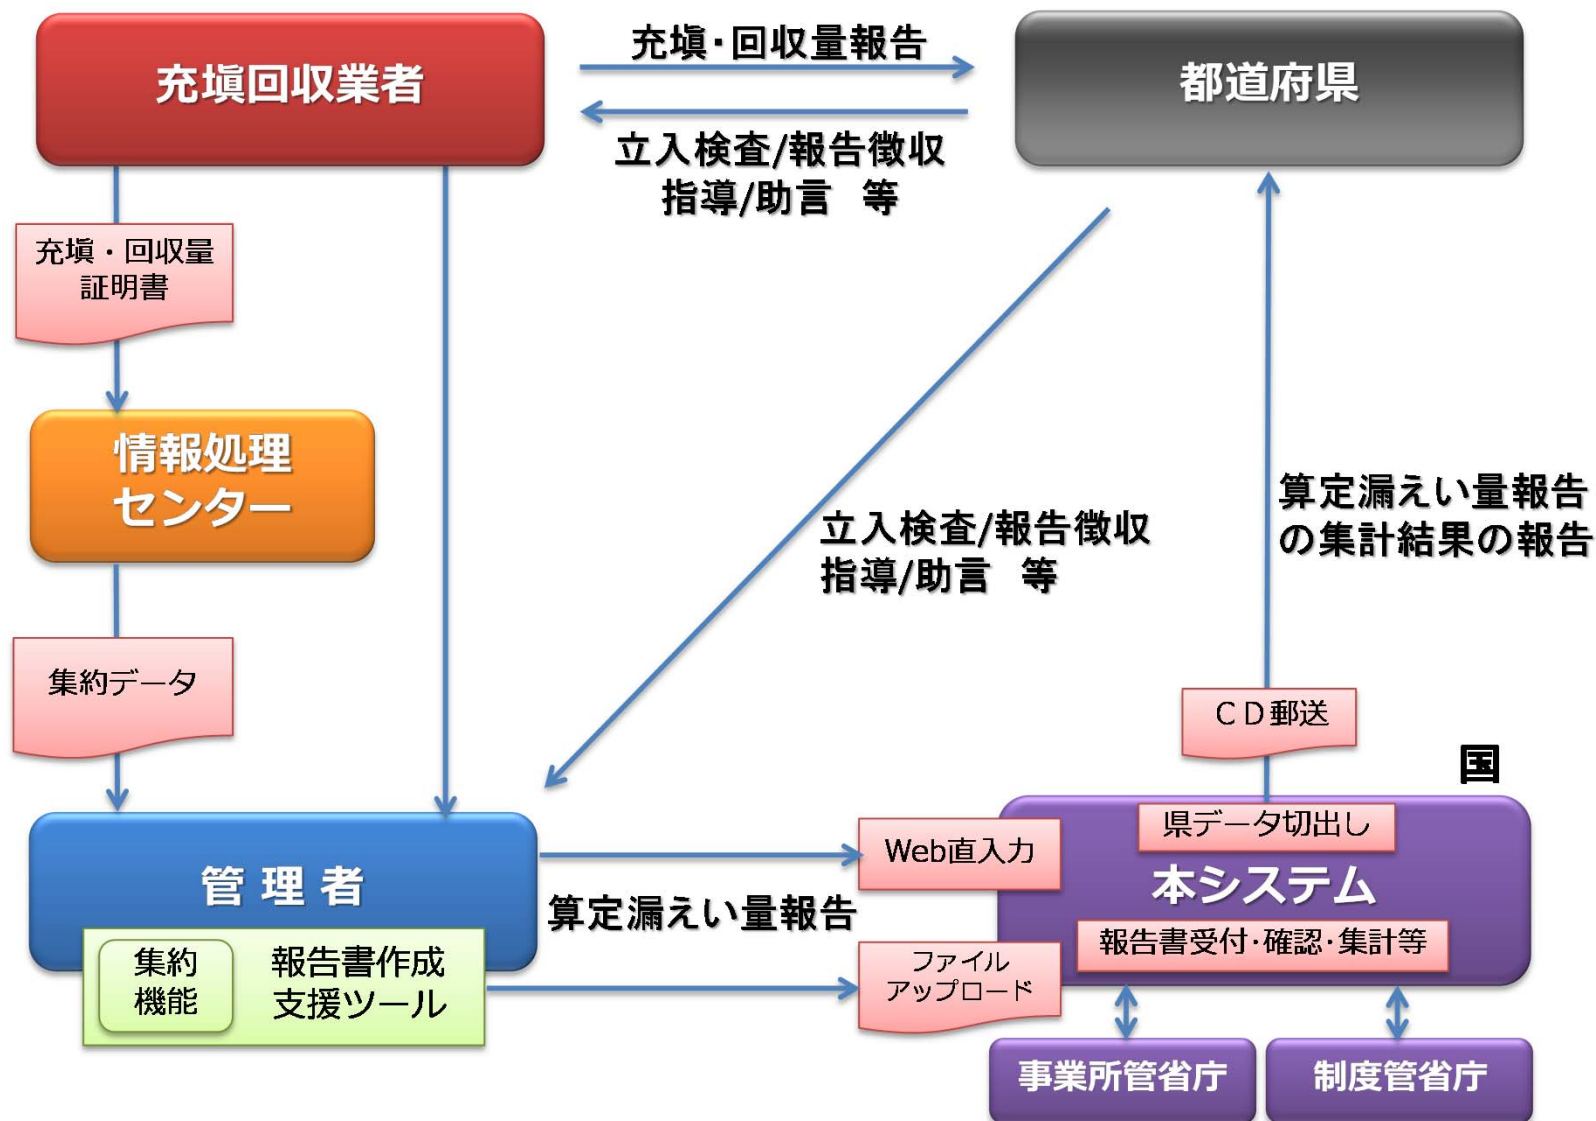 充塡回収業者
充塡・回収量報告
都道府県
立入検査/報告徴収
指導/助言　等
充塡・回収量
証明書
情報処理
センター
立入検査/報告徴収
指導/助言　等
算定漏えい量報告
の集計結果の報告
集約データ
ＣＤ郵送
国
管 理 者
Web直入力
県データ切出し
本システム
算定漏えい量報告
報告書受付・確認・集計等
集約
機能
報告書作成
支援ツール
ファイル
アップロード
事業所管省庁
制度管省庁